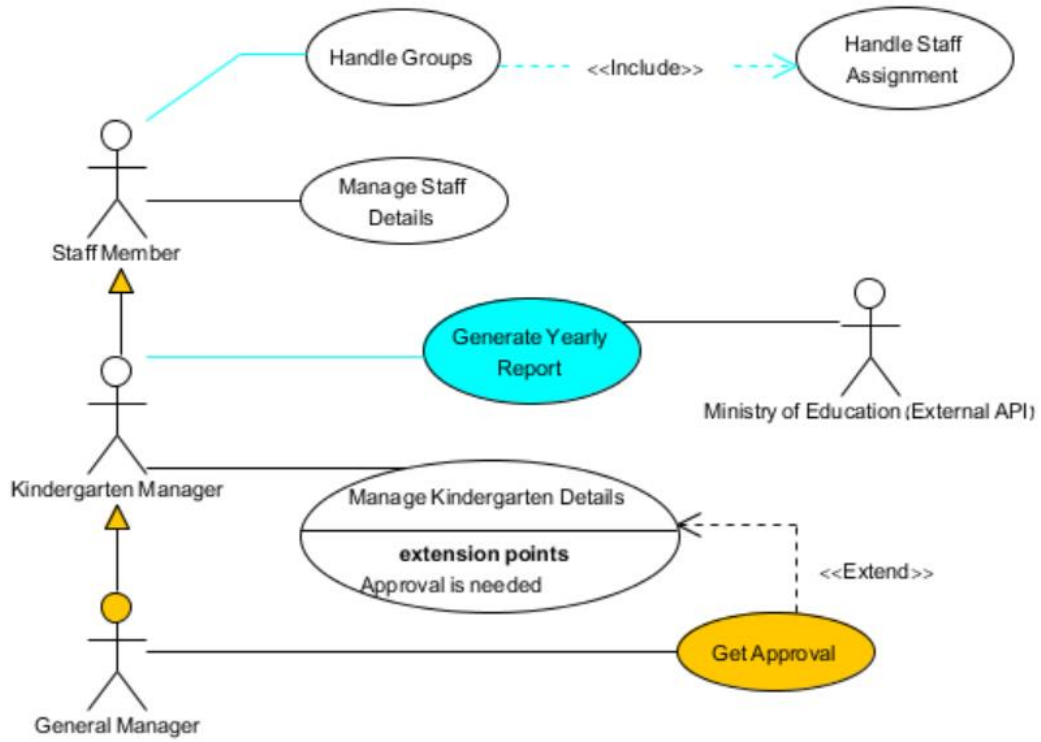 Handle Groups
<<Include>>
Handle Staff
Assignment
Manage Staff
Details
Staff Member
Generate Yearly
Report
Ministry of Education (External API)
Kindergarten Manager
Manage Kindergarten Details
extension points
Approval is needed
<<Extend>>
Get Approval
General Manager